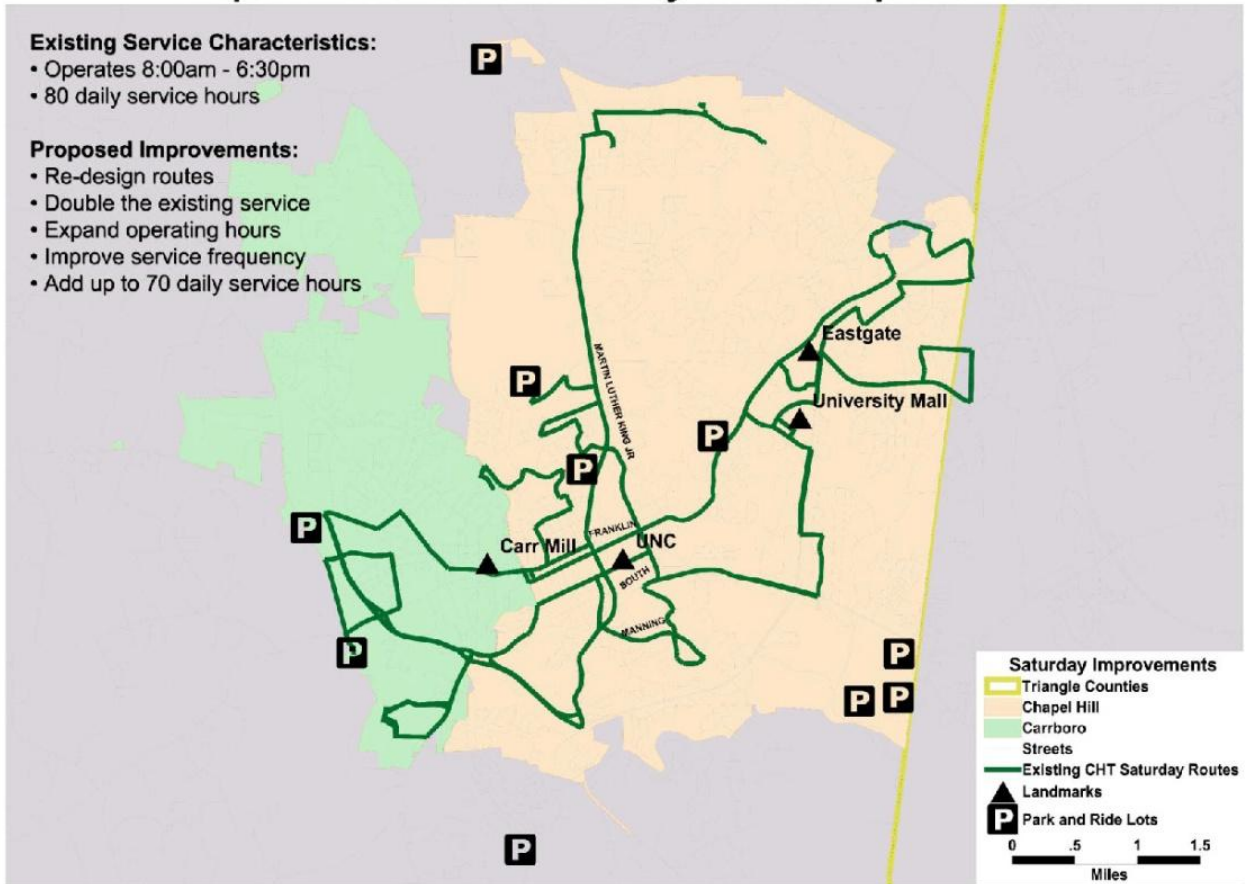 Existing Service Characteristics:
• Operates 8:00am - 6:30pm
• 80 daily service hours
Proposed Improvements:
• Re-design routes
• Double the existing service
• Expand operating hours
• Improve service frequency
• Add up to 70 daily service hours
P
Eastgate
MARTIN LUTHER KING JR
P
University Mall
P
P
P
FRANKLIN
Carr Mill
UNC
SOUTH
MANNING
P
P
P
P
P
Saturday Improvements
Triangle Counties
Chapel Hill
Carrboro
Streets
Existing CHT Saturday Routes
Landmarks
P Park and Ride Lots
0 .5 1 1.5
Miles